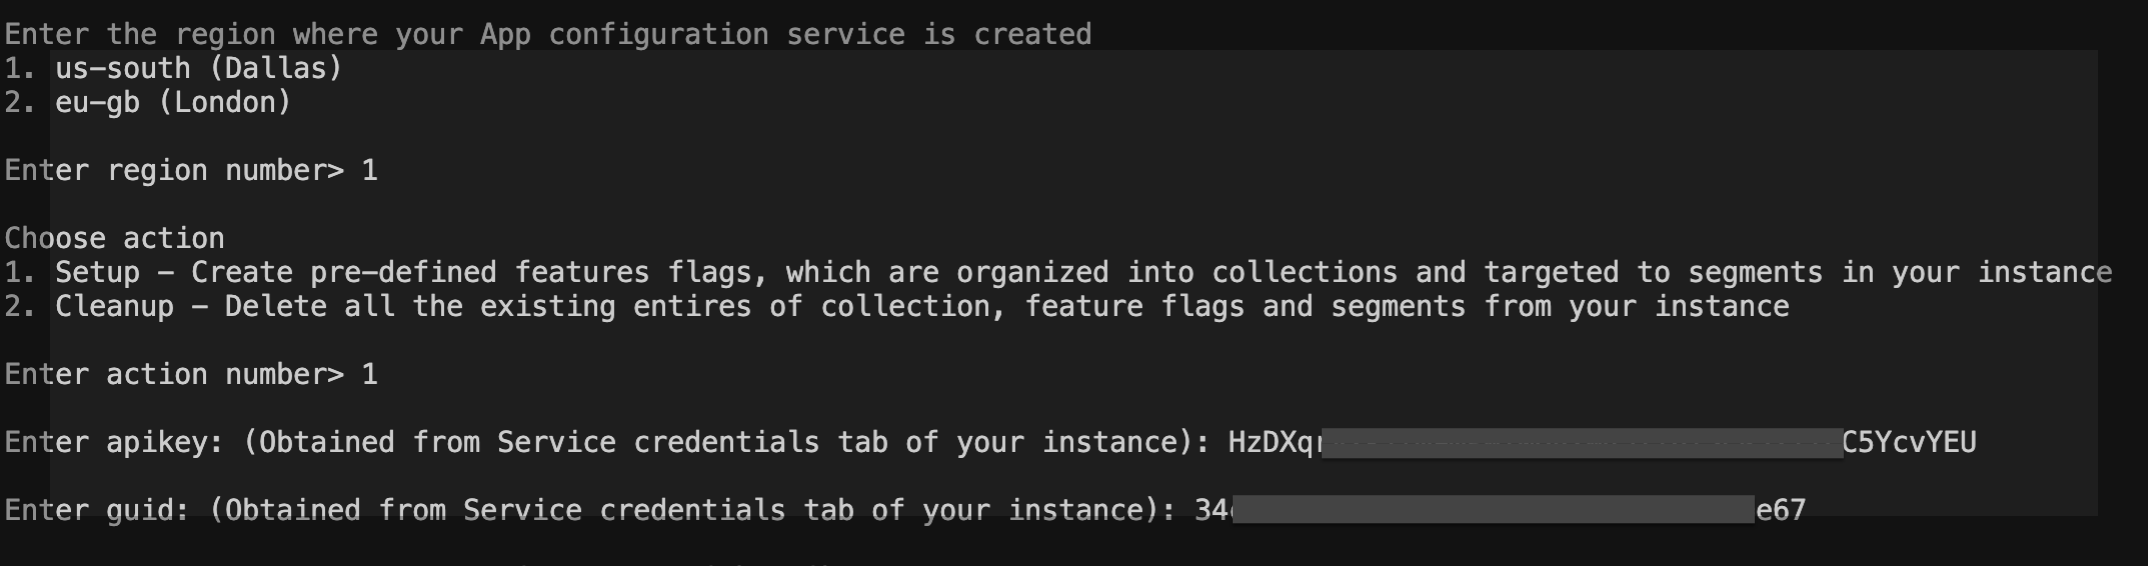 Enter the region where your App configuration service is created
1. us-south (Dallas)
2. eu-gb (London)
Enter region number> 1
Choose action
1. Setup - Create pre-defined features flags, which are organized into collections and targeted to segments in your instance
2. Cleanup - Delete all the existing entires of collection, feature flags and segments from your instance
Enter action number> 1
Enter apikey: (Obtained from Service credentials tab of your instance): HzDXq C5YcvYEU
Enter guid: (Obtained from Service credentials tab of your instance): 34 e67